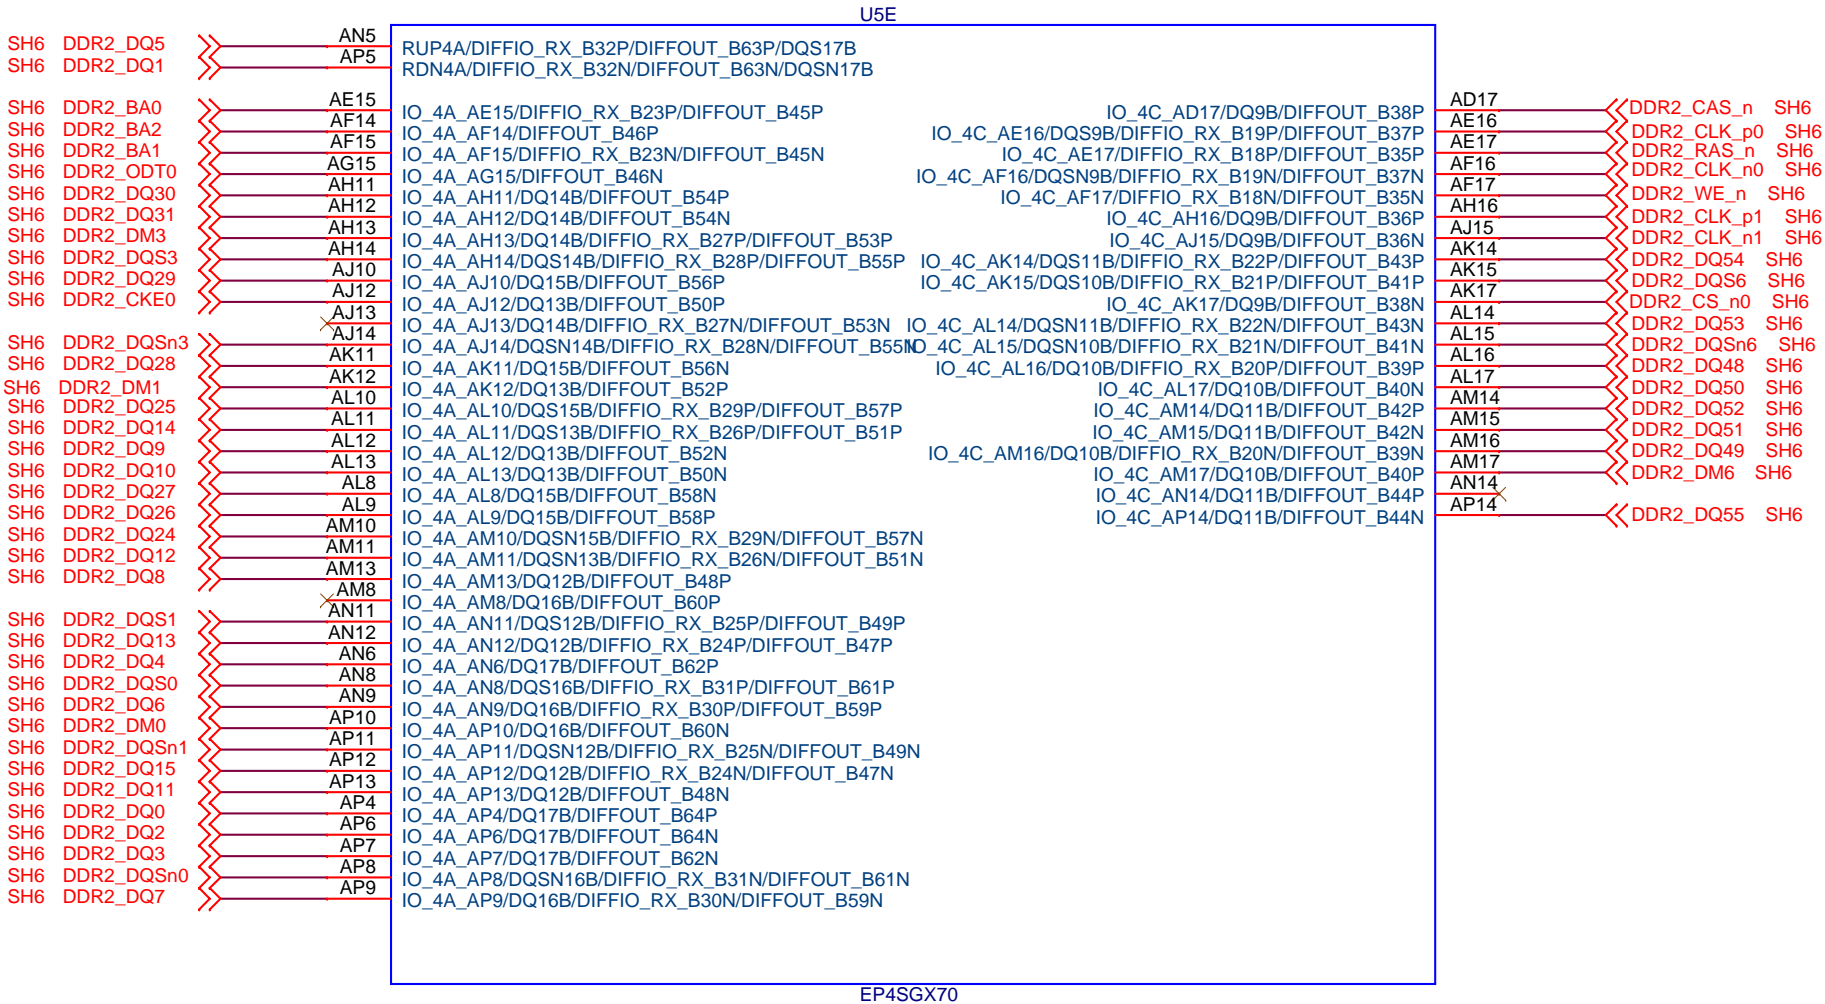 U5E
SH6 DDR2_DQ5 AN5 RUP4A/DIFFIO_RX_B32P/DIFFOUT_B63P/DQS17B
SH6 DDR2_DQ1 AP5 RDN4A/DIFFIO_RX_B32N/DIFFOUT_B63N/DQSN17B
SH6 DDR2_BA0 AE15 IO_4A_AE15/DIFFIO_RX_B23P/DIFFOUT_B45P IO_4C_AD17/DQ9B/DIFFOUT_B38P AD17 DDR2_CAS_n SH6
SH6 DDR2_BA2 AF14 IO_4A_AF14/DIFFOUT_B46P IO_4C_AE16/DQS9B/DIFFIO_RX_B19P/DIFFOUT_B37P AE16 DDR2_CLK_p0 SH6
SH6 DDR2_BA1 AF15 IO_4A_AF15/DIFFIO_RX_B23N/DIFFOUT_B45N IO_4C_AE17/DIFFIO_RX_B18P/DIFFOUT_B35P AE17 DDR2_RAS_n SH6
SH6 DDR2_ODT0 AG15 IO_4A_AG15/DIFFOUT_B46N IO_4C_AF16/DQSN9B/DIFFIO_RX_B19N/DIFFOUT_B37N AF16 DDR2_CLK_n0 SH6
SH6 DDR2_DQ30 AH11 IO_4A_AH11/DQ14B/DIFFOUT_B54P IO_4C_AF17/DIFFIO_RX_B18N/DIFFOUT_B35N AF17 DDR2_WE_n SH6
SH6 DDR2_DQ31 AH12 IO_4A_AH12/DQ14B/DIFFOUT_B54N IO_4C_AH16/DQ9B/DIFFOUT_B36P AH16 DDR2_CLK_p1 SH6
SH6 DDR2_DM3 AH13 IO_4A_AH13/DQ14B/DIFFIO_RX_B27P/DIFFOUT_B53P IO_4C_AJ15/DQ9B/DIFFOUT_B36N AJ15 DDR2_CLK_n1 SH6
SH6 DDR2_DQS3 AH14 IO_4A_AH14/DQS14B/DIFFIO_RX_B28P/DIFFOUT_B55P IO_4C_AK14/DQS11B/DIFFIO_RX_B22P/DIFFOUT_B43P AK14 DDR2_DQ54 SH6
SH6 DDR2_DQ29 AJ10 IO_4A_AJ10/DQ15B/DIFFOUT_B56P IO_4C_AK15/DQS10B/DIFFIO_RX_B21P/DIFFOUT_B41P AK15 DDR2_DQS6 SH6
SH6 DDR2_CKE0 AJ12 IO_4A_AJ12/DQ13B/DIFFOUT_B50P IO_4C_AK17/DQ9B/DIFFOUT_B38N AK17 DDR2_CS_n0 SH6
AJ13 IO_4A_AJ13/DQ14B/DIFFIO_RX_B27N/DIFFOUT_B53N IO_4C_AL14/DQSN11B/DIFFIO_RX_B22N/DIFFOUT_B43N AL14 DDR2_DQ53 SH6
SH6 DDR2_DQSn3 AJ14 IO_4A_AJ14/DQSN14B/DIFFIO_RX_B28N/DIFFOUT_B55N IO_4C_AL15/DQSN10B/DIFFIO_RX_B21N/DIFFOUT_B41N AL15 DDR2_DQSn6 SH6
SH6 DDR2_DQ28 AK11 IO_4A_AK11/DQ15B/DIFFOUT_B56N IO_4C_AL16/DQ10B/DIFFIO_RX_B20P/DIFFOUT_B39P AL16 DDR2_DQ48 SH6
SH6 DDR2_DM1 AK12 IO_4A_AK12/DQ13B/DIFFOUT_B52P IO_4C_AL17/DQ10B/DIFFOUT_B40N AL17 DDR2_DQ50 SH6
SH6 DDR2_DQ25 AL10 IO_4A_AL10/DQS15B/DIFFIO_RX_B29P/DIFFOUT_B57P IO_4C_AM14/DQ11B/DIFFOUT_B42P AM14 DDR2_DQ52 SH6
SH6 DDR2_DQ14 AL11 IO_4A_AL11/DQS13B/DIFFIO_RX_B26P/DIFFOUT_B51P IO_4C_AM15/DQ11B/DIFFOUT_B42N AM15 DDR2_DQ51 SH6
SH6 DDR2_DQ9 AL12 IO_4A_AL12/DQ13B/DIFFOUT_B52N IO_4C_AM16/DQ10B/DIFFIO_RX_B20N/DIFFOUT_B39N AM16 DDR2_DQ49 SH6
SH6 DDR2_DQ10 AL13 IO_4A_AL13/DQ13B/DIFFOUT_B50N IO_4C_AM17/DQ10B/DIFFOUT_B40P AM17 DDR2_DM6 SH6
SH6 DDR2_DQ27 AL8 IO_4A_AL8/DQ15B/DIFFOUT_B58N IO_4C_AN14/DQ11B/DIFFOUT_B44P AN14
SH6 DDR2_DQ26 AL9 IO_4A_AL9/DQ15B/DIFFOUT_B58P IO_4C_AP14/DQ11B/DIFFOUT_B44N AP14 DDR2_DQ55 SH6
SH6 DDR2_DQ24 AM10 IO_4A_AM10/DQSN15B/DIFFIO_RX_B29N/DIFFOUT_B57N
SH6 DDR2_DQ12 AM11 IO_4A_AM11/DQSN13B/DIFFIO_RX_B26N/DIFFOUT_B51N
SH6 DDR2_DQ8 AM13 IO_4A_AM13/DQ12B/DIFFOUT_B48P
AM8 IO_4A_AM8/DQ16B/DIFFOUT_B60P
SH6 DDR2_DQS1 AN11 IO_4A_AN11/DQS12B/DIFFIO_RX_B25P/DIFFOUT_B49P
SH6 DDR2_DQ13 AN12 IO_4A_AN12/DQ12B/DIFFIO_RX_B24P/DIFFOUT_B47P
SH6 DDR2_DQ4 AN6 IO_4A_AN6/DQ17B/DIFFOUT_B62P
SH6 DDR2_DQS0 AN8 IO_4A_AN8/DQS16B/DIFFIO_RX_B31P/DIFFOUT_B61P
SH6 DDR2_DQ6 AN9 IO_4A_AN9/DQ16B/DIFFIO_RX_B30P/DIFFOUT_B59P
SH6 DDR2_DM0 AP10 IO_4A_AP10/DQ16B/DIFFOUT_B60N
SH6 DDR2_DQSn1 AP11 IO_4A_AP11/DQSN12B/DIFFIO_RX_B25N/DIFFOUT_B49N
SH6 DDR2_DQ15 AP12 IO_4A_AP12/DQ12B/DIFFIO_RX_B24N/DIFFOUT_B47N
SH6 DDR2_DQ11 AP13 IO_4A_AP13/DQ12B/DIFFOUT_B48N
SH6 DDR2_DQ0 AP4 IO_4A_AP4/DQ17B/DIFFOUT_B64P
SH6 DDR2_DQ2 AP6 IO_4A_AP6/DQ17B/DIFFOUT_B64N
SH6 DDR2_DQ3 AP7 IO_4A_AP7/DQ17B/DIFFOUT_B62N
SH6 DDR2_DQSn0 AP8 IO_4A_AP8/DQSN16B/DIFFIO_RX_B31N/DIFFOUT_B61N
SH6 DDR2_DQ7 AP9 IO_4A_AP9/DQ16B/DIFFIO_RX_B30N/DIFFOUT_B59N
EP4SGX70